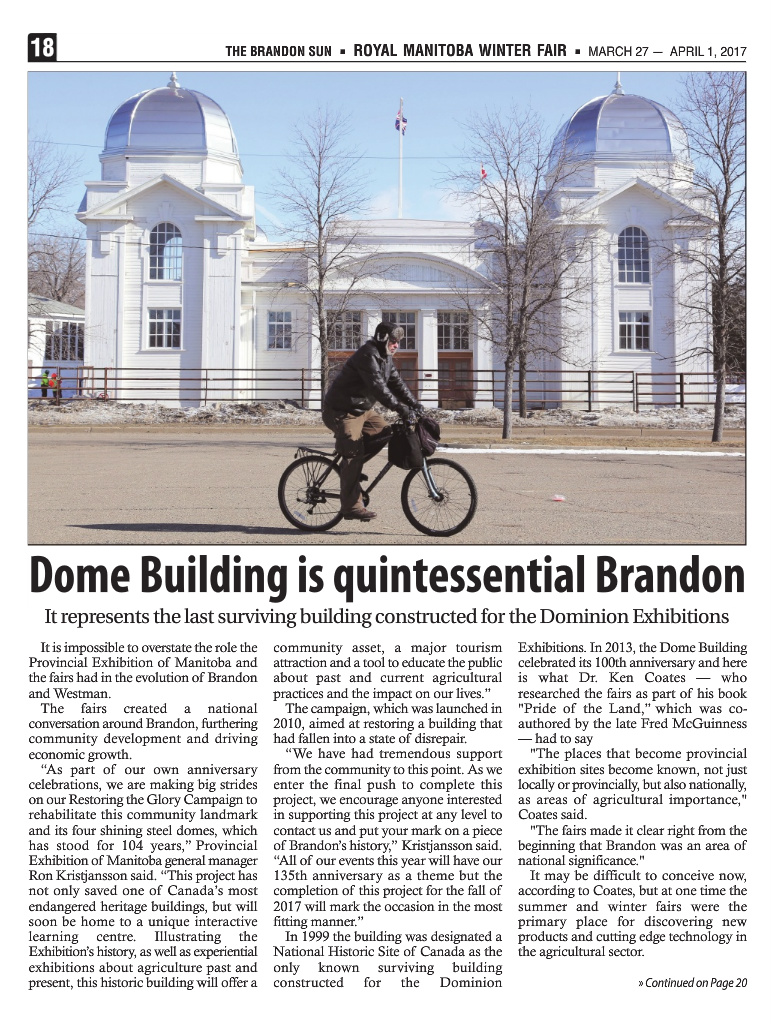 18
THE BRANDON SUN ▪ ROYAL MANITOBA WINTER FAIR ▪ MARCH 27 — APRIL 1, 2017
Dome Building is quintessential Brandon
It represents the last surviving building constructed for the Dominion Exhibitions
It is impossible to overstate the role the
Provincial Exhibition of Manitoba and
the fairs had in the evolution of Brandon
and Westman.
The fairs created a national
conversation around Brandon, furthering
community development and driving
economic growth.
“As part of our own anniversary
celebrations, we are making big strides
on our Restoring the Glory Campaign to
rehabilitate this community landmark
and its four shining steel domes, which
has stood for 104 years,” Provincial
Exhibition of Manitoba general manager
Ron Kristjansson said. “This project has
not only saved one of Canada’s most
endangered heritage buildings, but will
soon be home to a unique interactive
learning centre. Illustrating the
Exhibition’s history, as well as experiential
exhibitions about agriculture past and
present, this historic building will offer a
community asset, a major tourism
attraction and a tool to educate the public
about past and current agricultural
practices and the impact on our lives.”
The campaign, which was launched in
2010, aimed at restoring a building that
had fallen into a state of disrepair.
“We have had tremendous support
from the community to this point. As we
enter the final push to complete this
project, we encourage anyone interested
in supporting this project at any level to
contact us and put your mark on a piece
of Brandon’s history,” Kristjansson said.
“All of our events this year will have our
135th anniversary as a theme but the
completion of this project for the fall of
2017 will mark the occasion in the most
fitting manner.”
In 1999 the building was designated a
National Historic Site of Canada as the
only known surviving building
constructed for the Dominion
Exhibitions. In 2013, the Dome Building
celebrated its 100th anniversary and here
is what Dr. Ken Coates — who
researched the fairs as part of his book
"Pride of the Land,” which was co-
authored by the late Fred McGuinness
— had to say
"The places that become provincial
exhibition sites become known, not just
locally or provincially, but also nationally,
as areas of agricultural importance,"
Coates said.
"The fairs made it clear right from the
beginning that Brandon was an area of
national significance."
It may be difficult to conceive now,
according to Coates, but at one time the
summer and winter fairs were the
primary place for discovering new
products and cutting edge technology in
the agricultural sector.
» Continued on Page 20